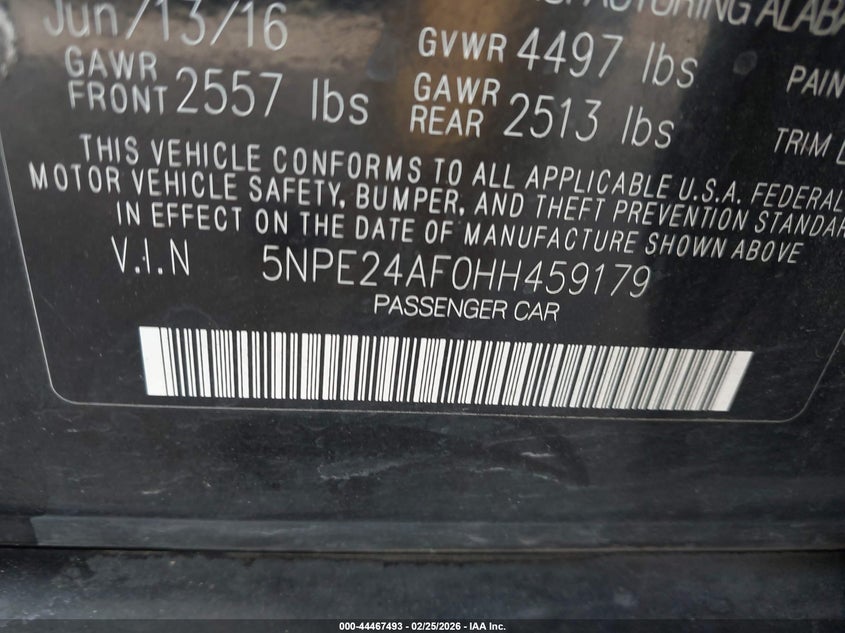 Jun/13/16
GVWR 4497 lbs
GAWR FRONT 2557 lbs
GAWR REAR 2513 lbs
TRIM
THIS VEHICLE CONFORMS TO ALL APPLICABLE U.S.A. FEDERAL
MOTOR VEHICLE SAFETY, BUMPER, AND THEFT PREVENTION STANDAR
IN EFFECT ON THE DATE OF MANUFACTURE SHOWN ABOVE
V.I.N 5NPE24AF0HH459179
PASSENGER CAR
000-44467493 - 02/25/2026 - IAA Inc.